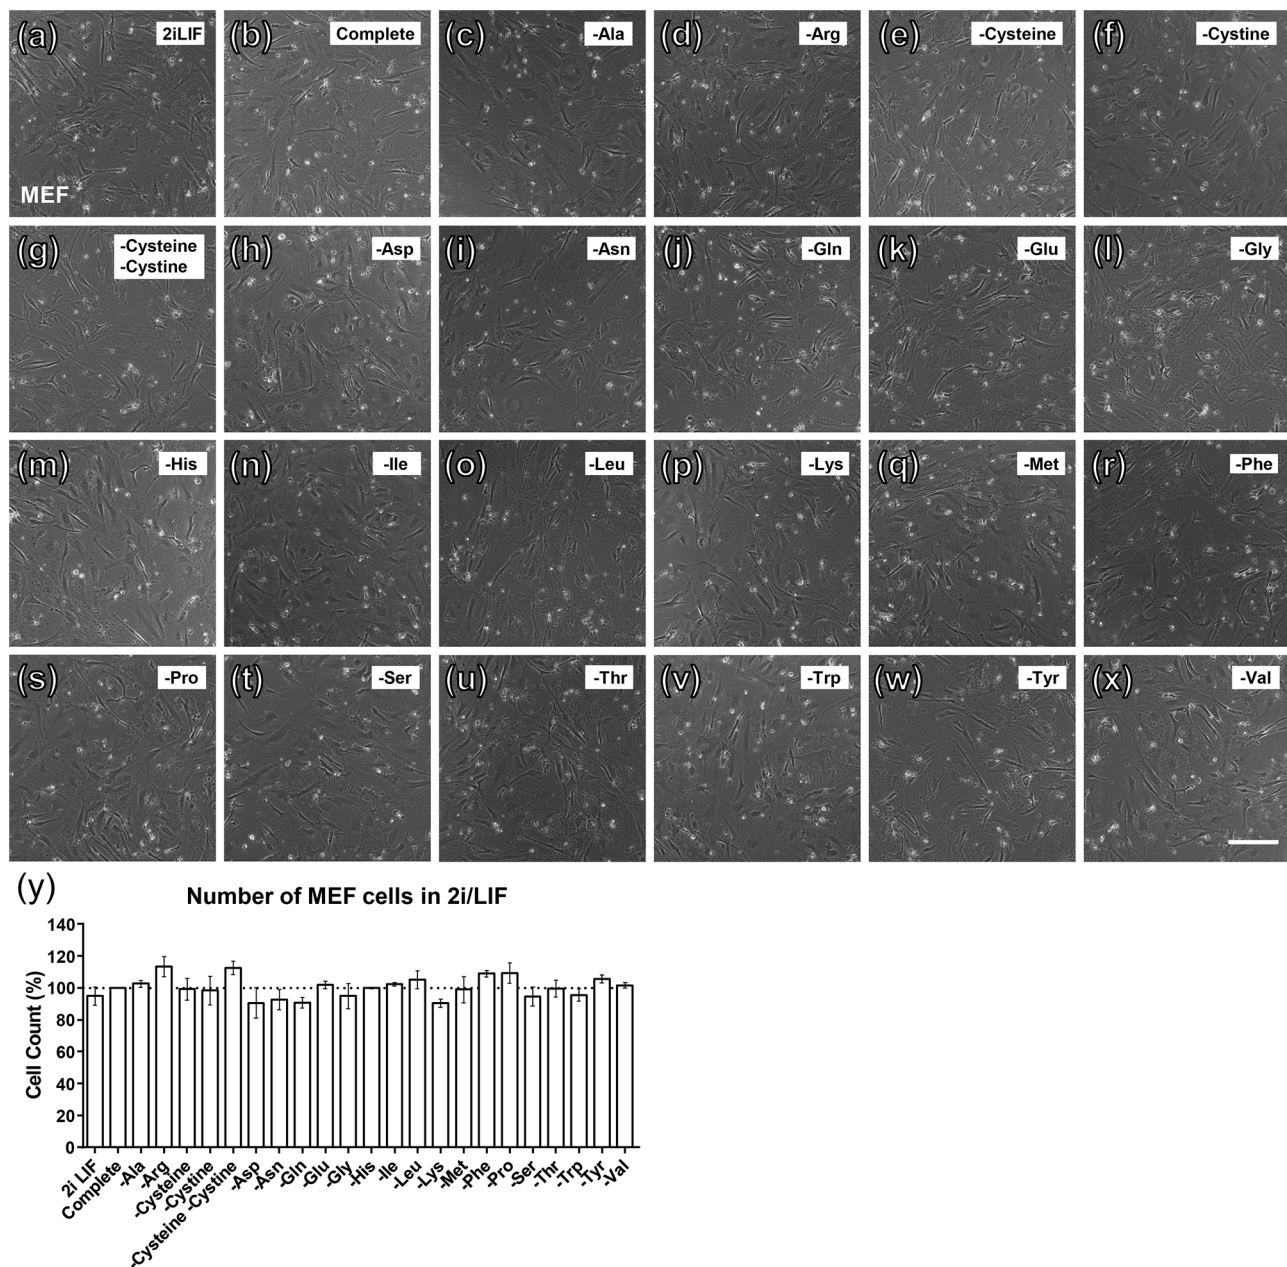 (a) 2iLIF (b) Complete (c) -Ala (d) -Arg (e) -Cysteine (f) -Cystine
MEF
(g) -Cysteine
-Cystine
(h) -Asp (i) -Asn (j) -Gln (k) -Glu (l) -Gly
(m) -His (n) -Ile (o) -Leu (p) -Lys (q) -Met (r) -Phe
(s) -Pro (t) -Ser (u) -Thr (v) -Trp (w) -Tyr (x) -Val
(y)
Number of MEF cells in 2i/LIF
Cell Count (%)
140
120
100
80
60
40
20
0
2i LIF
Complete
-Ala
-Arg
-Cysteine
-Cystine
-Cysteine -Cystine
-Asp
-Asn
-Gln
-Glu
-Gly
-His
-Ile
-Leu
-Lys
-Met
-Phe
-Pro
-Ser
-Thr
-Trp
-Tyr
-Val